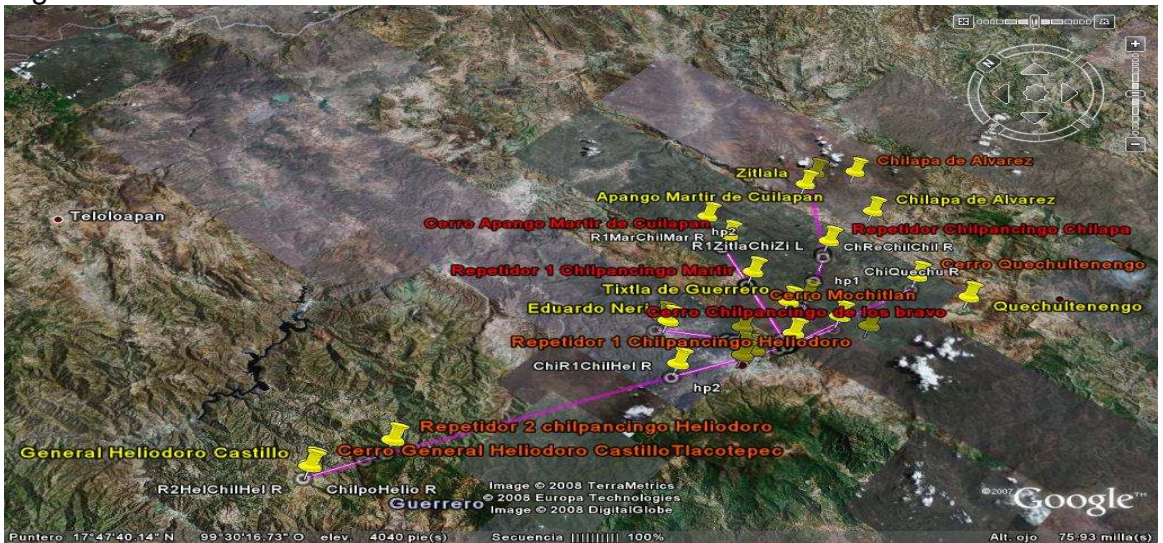 Chilapa de Alvarez
Zitlala
Apango Martir de Cuilapan
Chilapa de Alvarez
Teloloapan
Cerro Apango Martir de Cuilapan
hp2
Repetidor Chilpancingo Chilapa
R1MarChilMar R
R1ZitlaChiZi L
ChReChilChil R
Repetidor 1 Chilpancingo Martir
ChiQuechu R
Cerro Quechultenengo
Tixtla de Guerrero
hp1
Cerro Mochitlan
Quechultenengo
Eduardo Neri
Cerro Chilpancingo de los bravo
Repetidor 1 Chilpancingo Heliodoro
ChiR1ChilHel R
hp2
Repetidor 2 chilpancingo Heliodoro
General Heliodoro Castillo
Cerro General Heliodoro CastilloTlacotepec
R2HelChilHel R
ChilpoHelio R
Guerrero
Image © 2008 TerraMetrics
© 2008 Europa Technologies
Image © 2008 DigitalGlobe
©2007 Google™
N
Puntero 17°47'40.14" N 99°30'16.73" O elev. 4040 pie(s) Secuencia 100% Alt. ojo 75.93 milla(s)